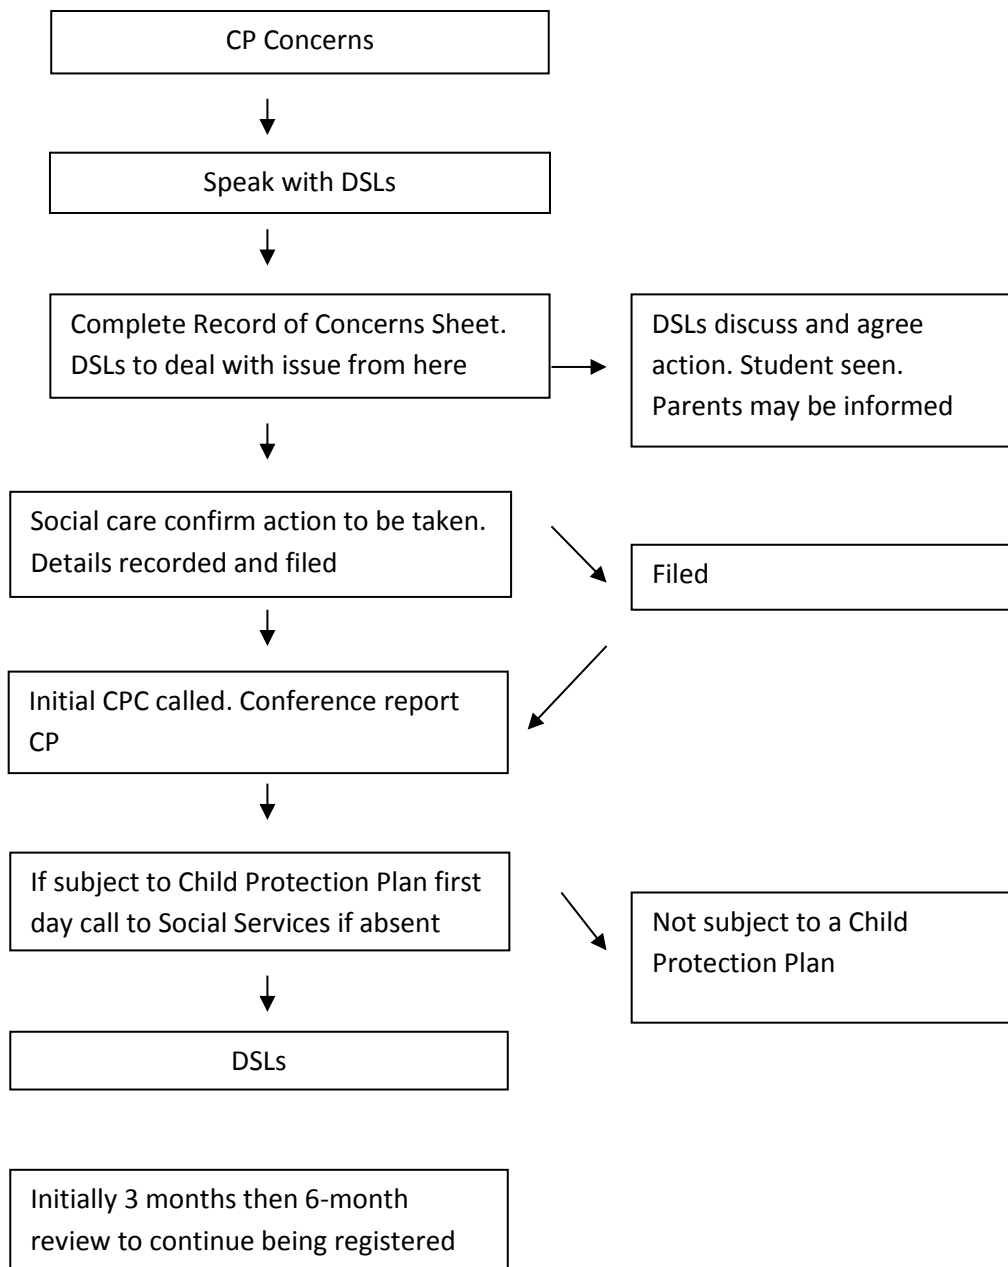 CP Concerns
Speak with DSLs
Complete Record of Concerns Sheet.
DSLs to deal with issue from here
DSLs discuss and agree
action. Student seen.
Parents may be informed
Social care confirm action to be taken.
Details recorded and filed
Filed
Initial CPC called. Conference report
CP
If subject to Child Protection Plan first
day call to Social Services if absent
Not subject to a Child
Protection Plan
DSLs
Initially 3 months then 6-month
review to continue being registered